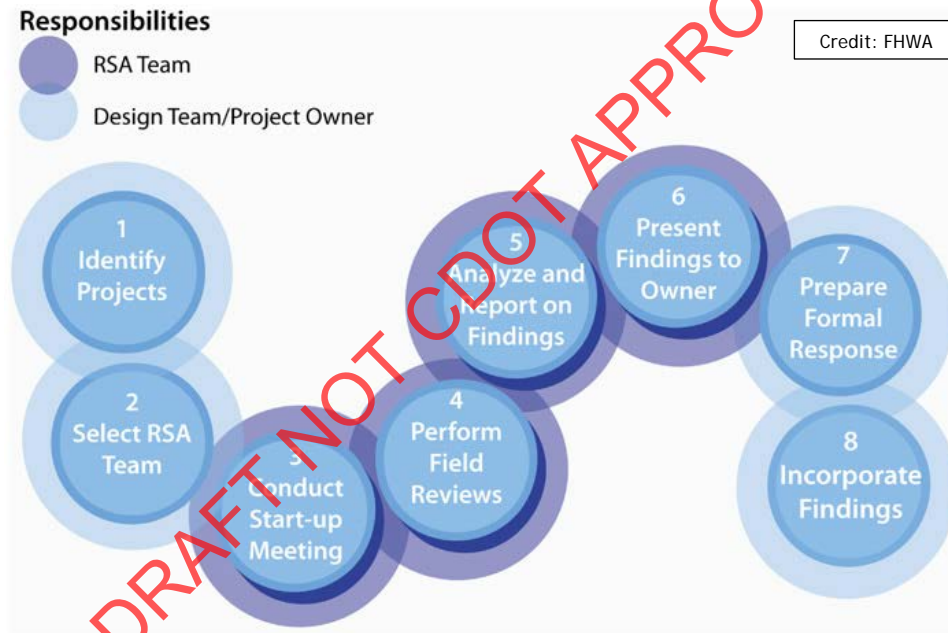 Responsibilities
RSA Team
Design Team/Project Owner
Credit: FHWA
1
Identify
Projects
2
Select RSA
Team
3
Conduct
Start-up
Meeting
4
Perform
Field
Reviews
5
Analyze and
Report on
Findings
6
Present
Findings to
Owner
7
Prepare
Formal
Response
8
Incorporate
Findings
DRAFT NOT CDOT APPRO